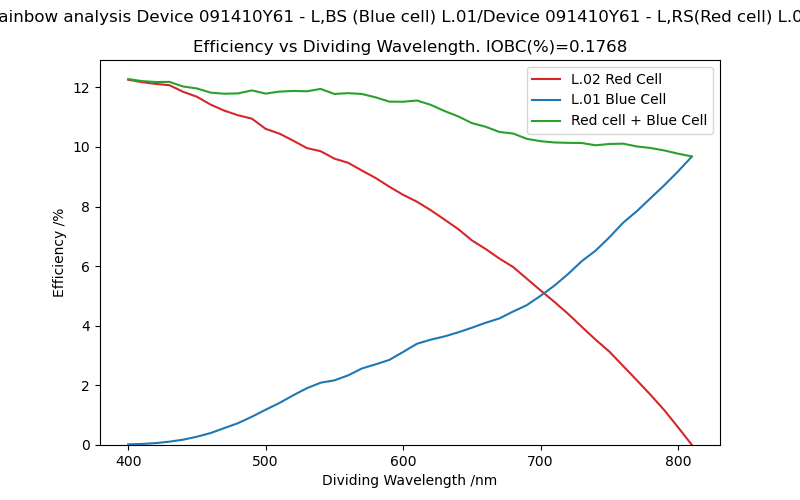 ainbow analysis Device 091410Y61 - L,BS (Blue cell) L.01/Device 091410Y61 - L,RS(Red cell) L.0
Efficiency vs Dividing Wavelength. IOBC(%)=0.1768
L.02 Red Cell
L.01 Blue Cell
Red cell + Blue Cell
Efficiency /%
12
10
8
6
4
2
0
400 500 600 700 800
Dividing Wavelength /nm